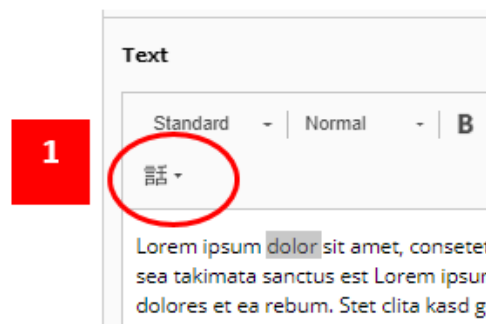 Text
Standard Normal B
1
話
Lorem ipsum dolor sit amet, consetet
sea takimata sanctus est Lorem ipsur
dolores et ea rebum. Stet clita kasd g